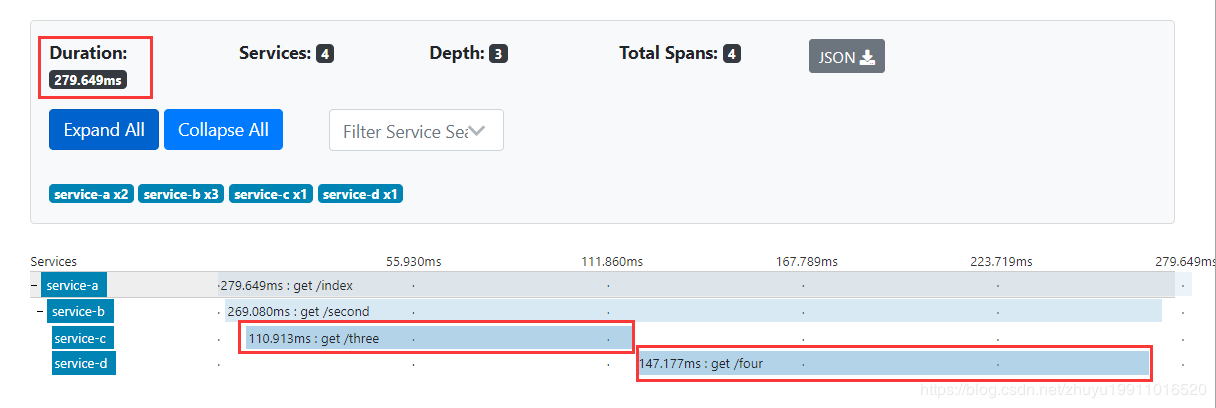 Duration: Services: 4 Depth: 3 Total Spans: 4 JSON
279.649ms
Expand All Collapse All Filter Service Sea
service-a x2 service-b x3 service-c x1 service-d x1
Services 55.930ms 111.860ms 167.789ms 223.719ms 279.649ms
− service-a 279.649ms : get /index
− service-b 269.080ms : get /second
service-c 110.913ms : get /three
service-d 147.177ms : get /four
https://blog.csdn.net/zhuyu19911016520